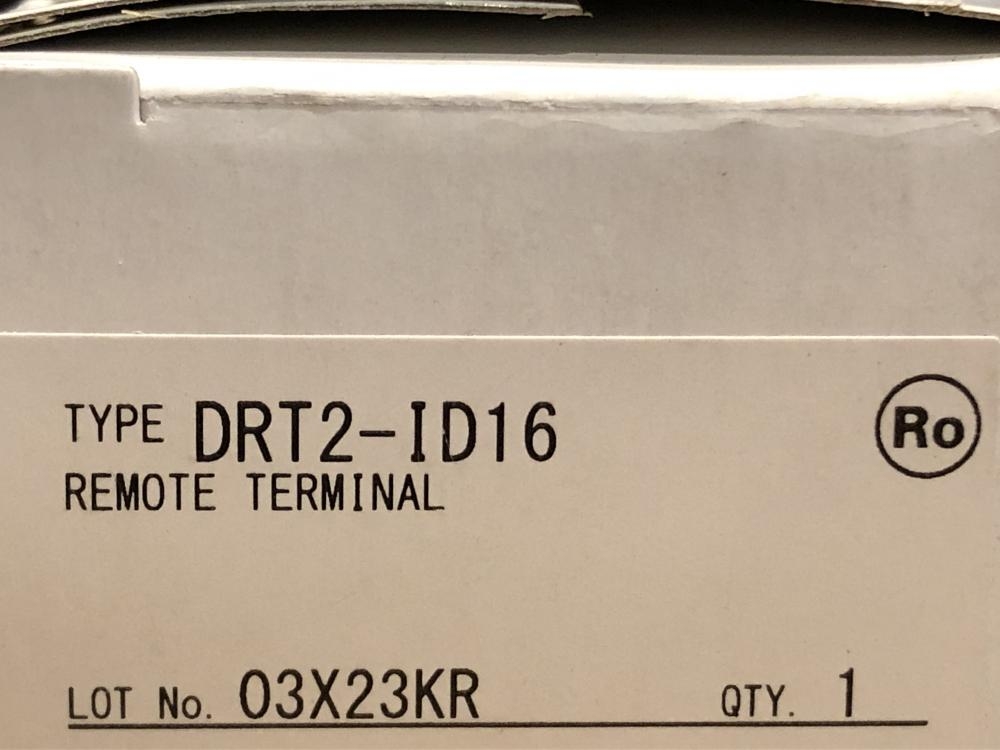 TYPE DRT2-ID16
Ro
REMOTE TERMINAL
LOT No. 03X23KR QTY. 1